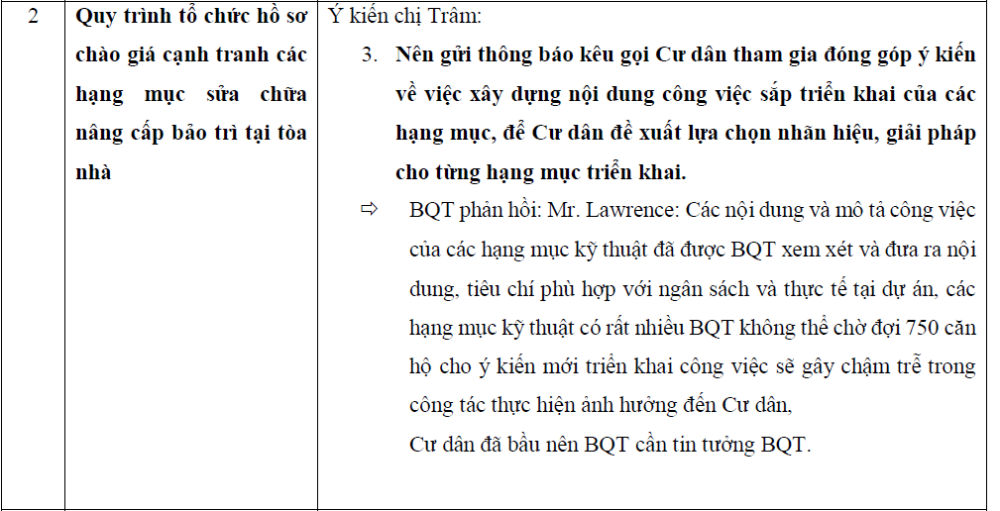 2
Quy trình tổ chức hồ sơ
chào giá cạnh tranh các
hạng mục sửa chữa
nâng cấp bảo trì tại tòa
nhà
Ý kiến chị Trâm:
3. Nên gửi thông báo kêu gọi Cư dân tham gia đóng góp ý kiến
về việc xây dựng nội dung công việc sắp triển khai của các
hạng mục, để Cư dân đề xuất lựa chọn nhãn hiệu, giải pháp
cho từng hạng mục triển khai.
⇨ BQT phản hồi: Mr. Lawrence: Các nội dung và mô tả công việc
của các hạng mục kỹ thuật đã được BQT xem xét và đưa ra nội
dung, tiêu chí phù hợp với ngân sách và thực tế tại dự án, các
hạng mục kỹ thuật có rất nhiều BQT không thể chờ đợi 750 căn
hộ cho ý kiến mới triển khai công việc sẽ gây chậm trễ trong
công tác thực hiện ảnh hưởng đến Cư dân,
Cư dân đã bầu nên BQT cần tin tưởng BQT.